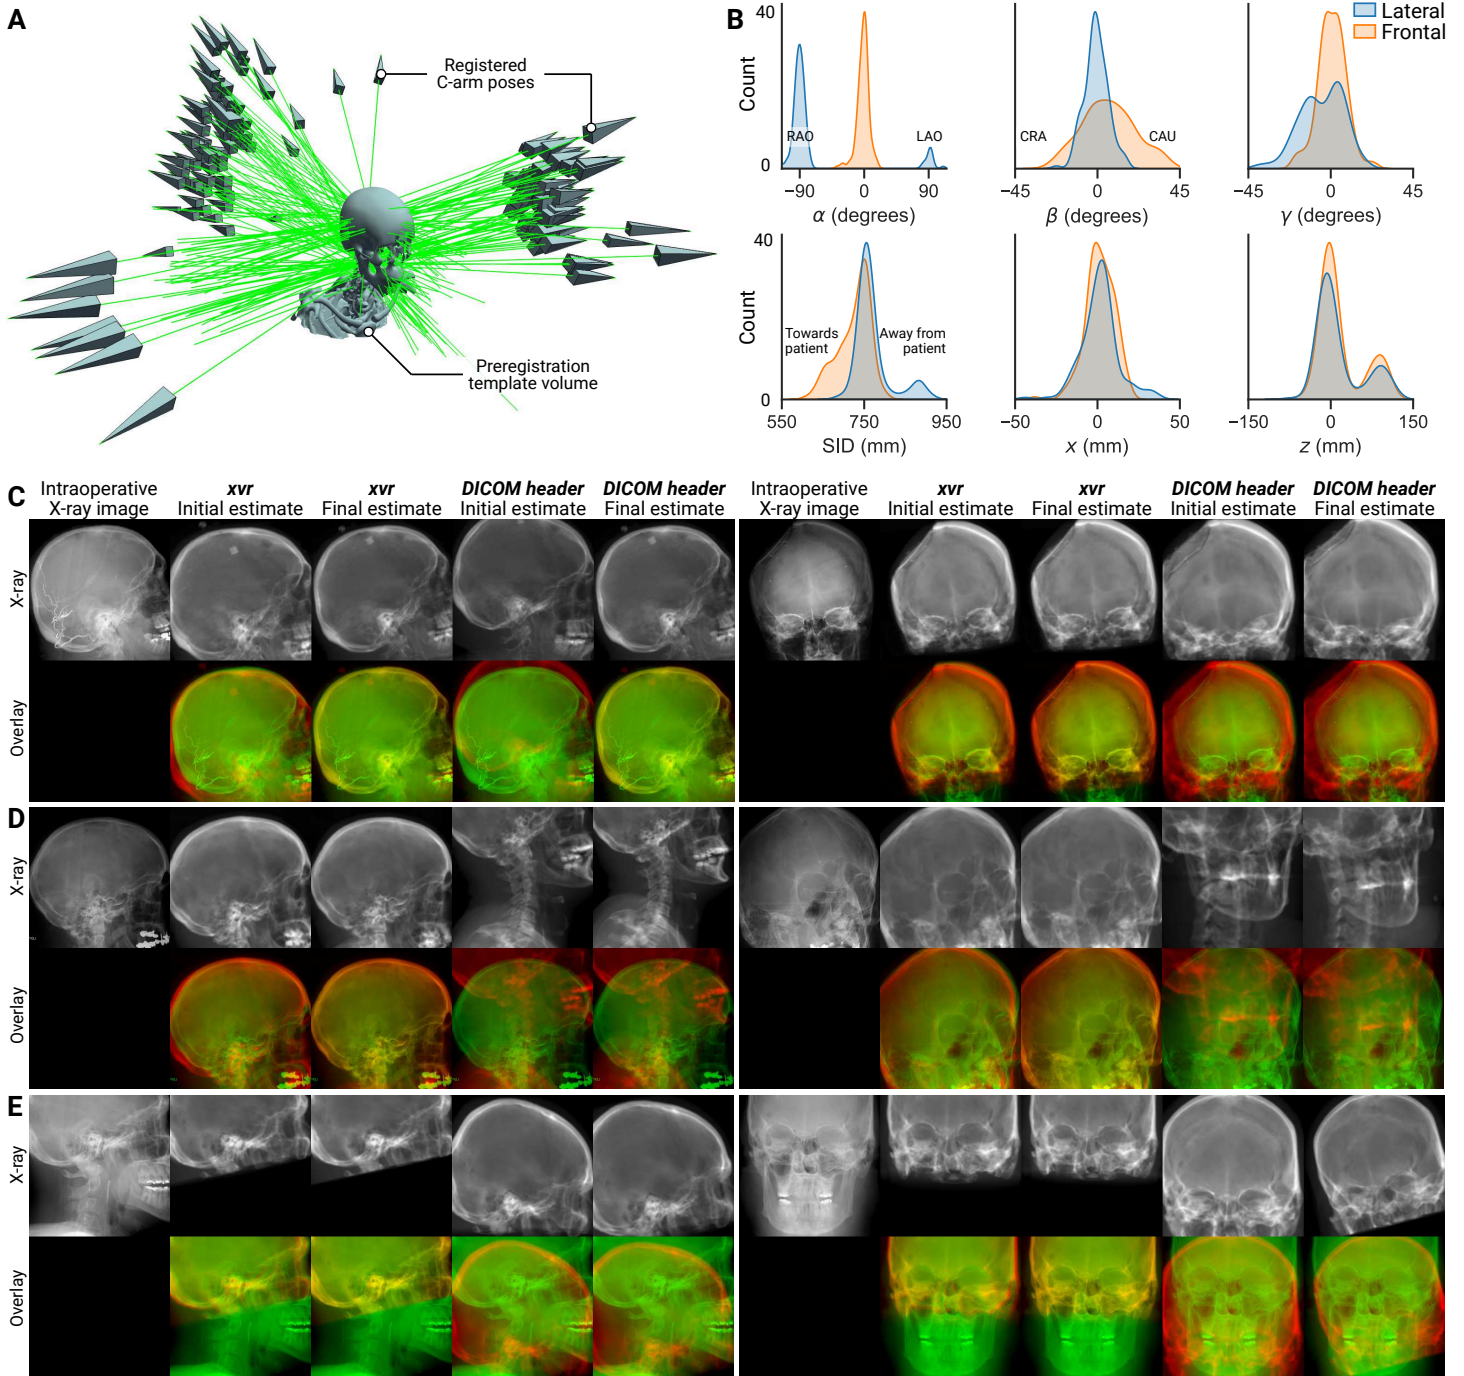 A
Registered
C-arm poses
Preregistration
template volume
B
Lateral
Frontal
40
Count
0
RAO
LAO
−90
0
90
α (degrees)
CRA
CAU
−45
0
45
β (degrees)
−45
0
45
γ (degrees)
40
Count
0
Towards
patient
Away from
patient
550
750
950
SID (mm)
−50
0
50
x (mm)
−150
0
150
z (mm)
C
Intraoperative
X-ray image
xvr
Initial estimate
xvr
Final estimate
DICOM header
Initial estimate
DICOM header
Final estimate
Intraoperative
X-ray image
xvr
Initial estimate
xvr
Final estimate
DICOM header
Initial estimate
DICOM header
Final estimate
X-ray
Overlay
D
X-ray
Overlay
E
X-ray
Overlay